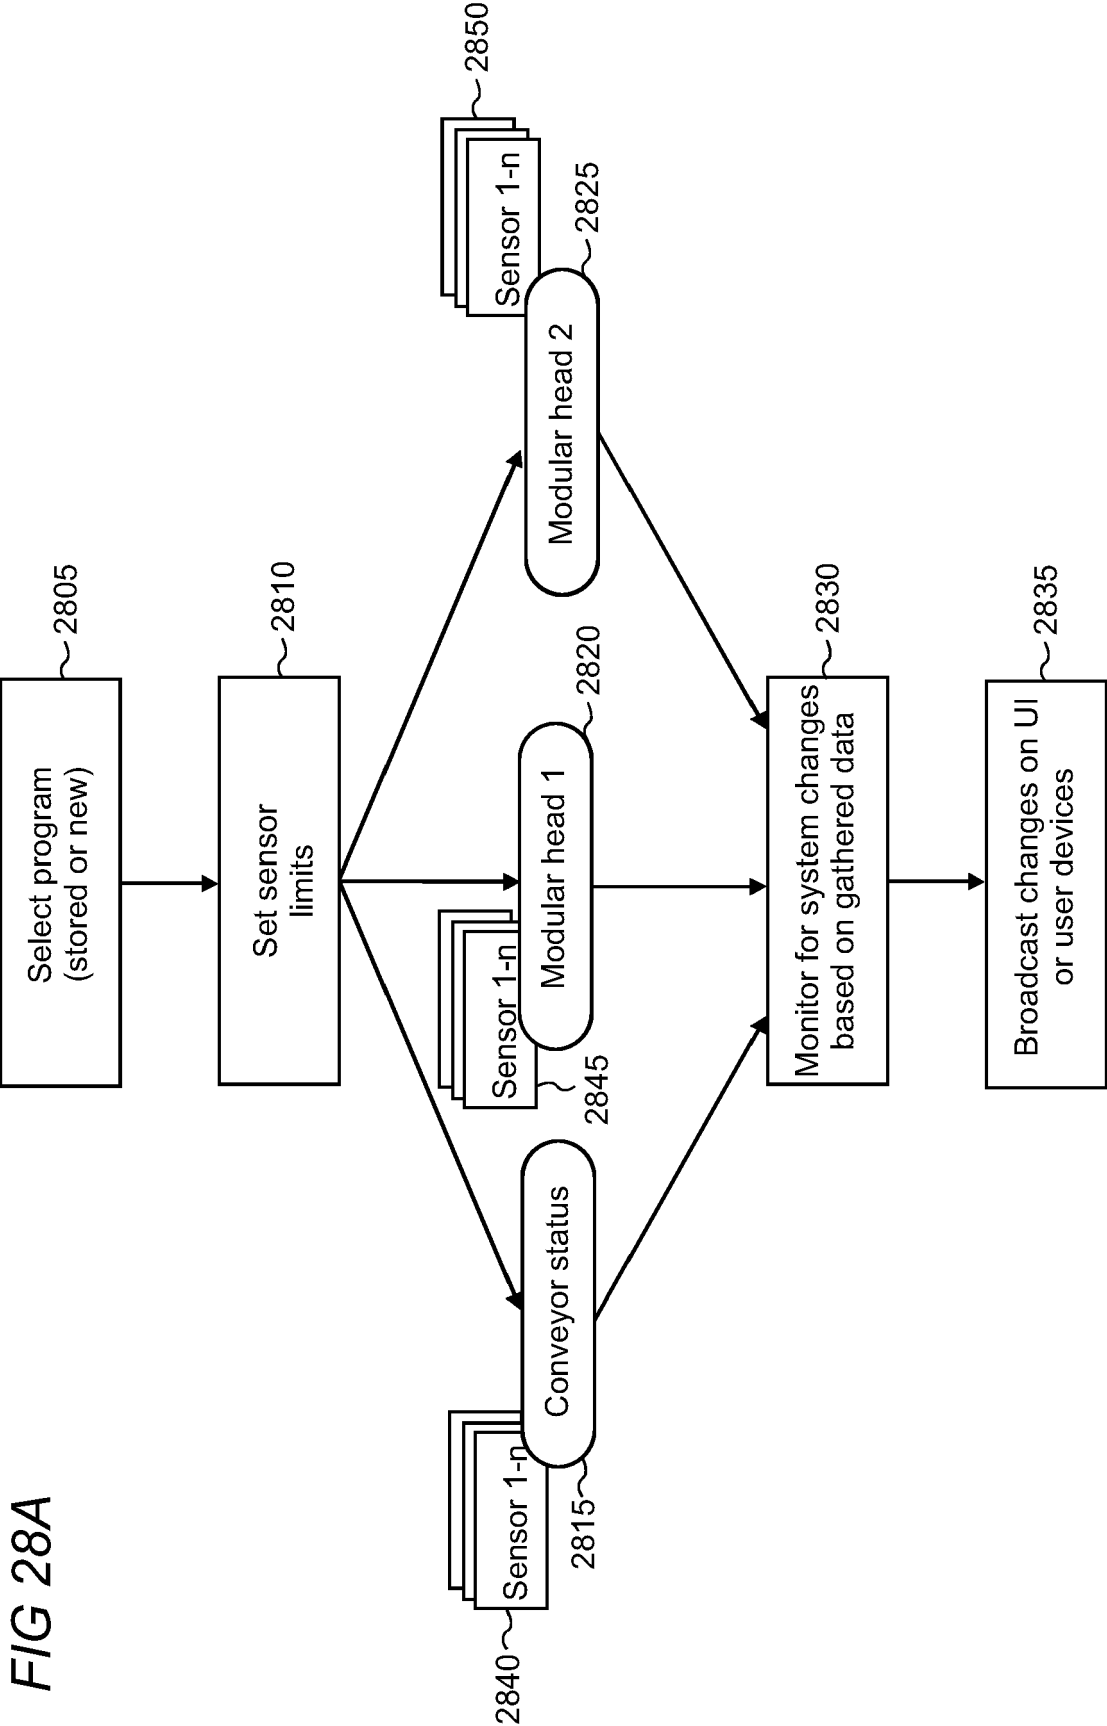 FIG 28A
Select program
(stored or new)
2805
Set sensor
limits
2810
2840
Sensor 1-n
Conveyor status
2815
Sensor 1-n
2845
Modular head 1
2820
Sensor 1-n
2850
Modular head 2
2825
Monitor for system changes
based on gathered data
2830
Broadcast changes on UI
or user devices
2835